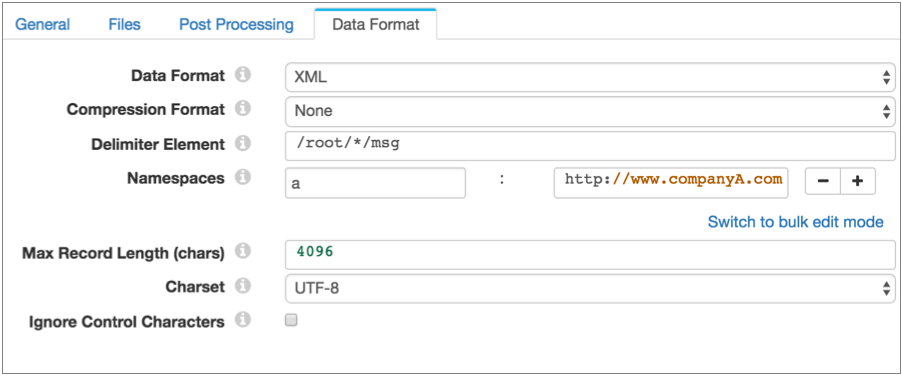 General Files Post Processing Data Format
Data Format XML
Compression Format None
Delimiter Element /root/*/msg
Namespaces a : http://www.companyA.com − +
Switch to bulk edit mode
Max Record Length (chars) 4096
Charset UTF-8
Ignore Control Characters